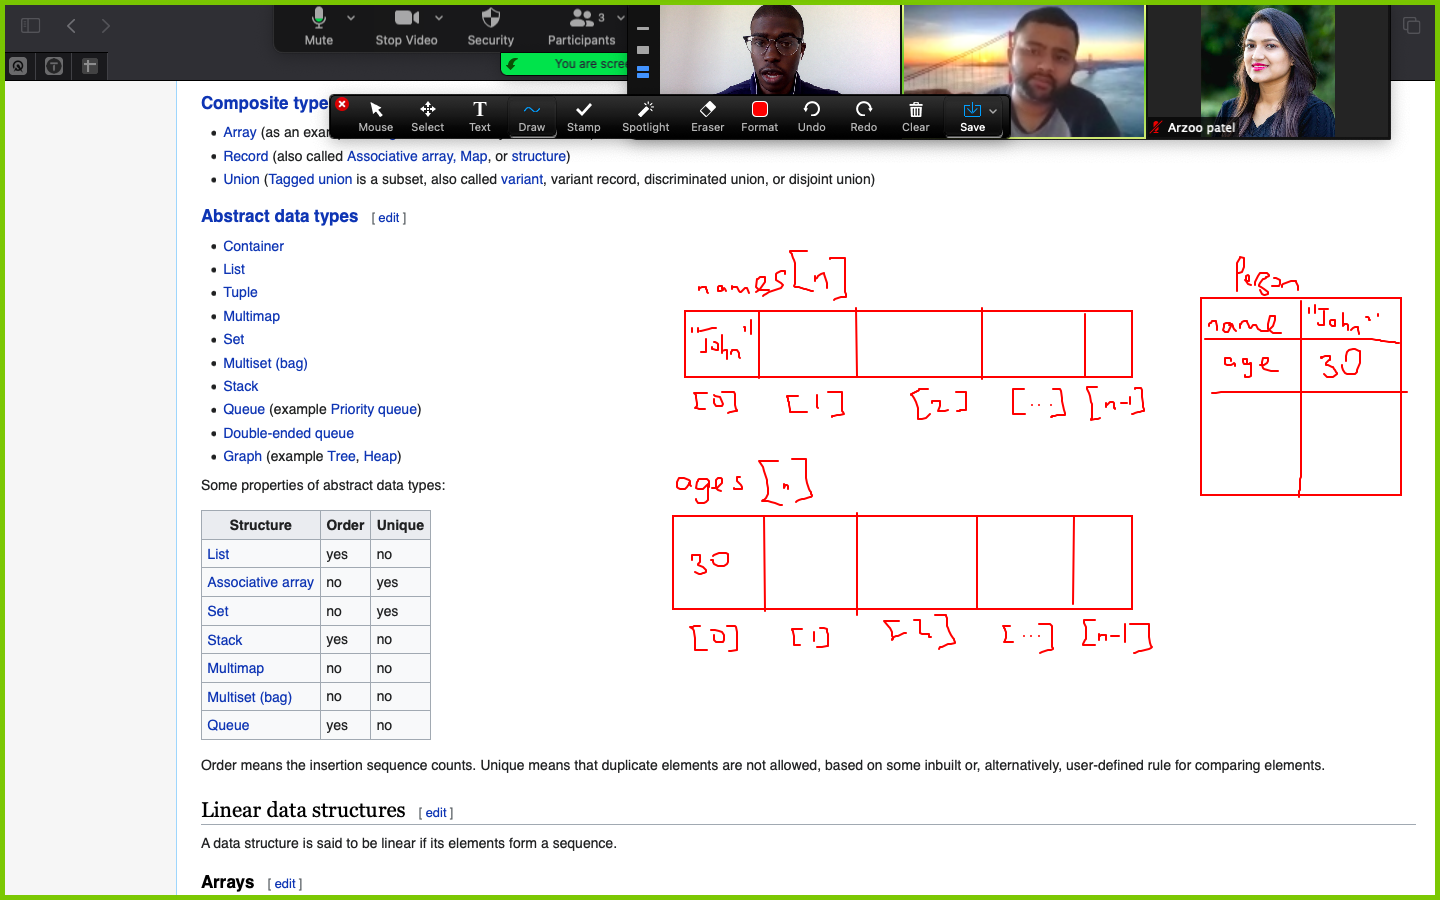 Mute
Stop Video
Security
Participants
3
You are scree
Arzoo patel
Mouse
Select
Text
Draw
Stamp
Spotlight
Eraser
Format
Undo
Redo
Clear
Save
Composite type
Array (as an exam
Record (also called Associative array, Map, or structure)
Union (Tagged union is a subset, also called variant, variant record, discriminated union, or disjoint union)
Abstract data types [ edit ]
Container
List
Tuple
Multimap
Set
Multiset (bag)
Stack
Queue (example Priority queue)
Double-ended queue
Graph (example Tree, Heap)
Some properties of abstract data types:
Structure Order Unique
List yes no
Associative array no yes
Set no yes
Stack yes no
Multimap no no
Multiset (bag) no no
Queue yes no
names[n]
"John"
[0] [1] [2] [...] [n-1]
ages [n]
30
[0] [1] [2] [...] [n-1]
Person
name "John"
age 30
Order means the insertion sequence counts. Unique means that duplicate elements are not allowed, based on some inbuilt or, alternatively, user-defined rule for comparing elements.
Linear data structures [ edit ]
A data structure is said to be linear if its elements form a sequence.
Arrays [ edit ]